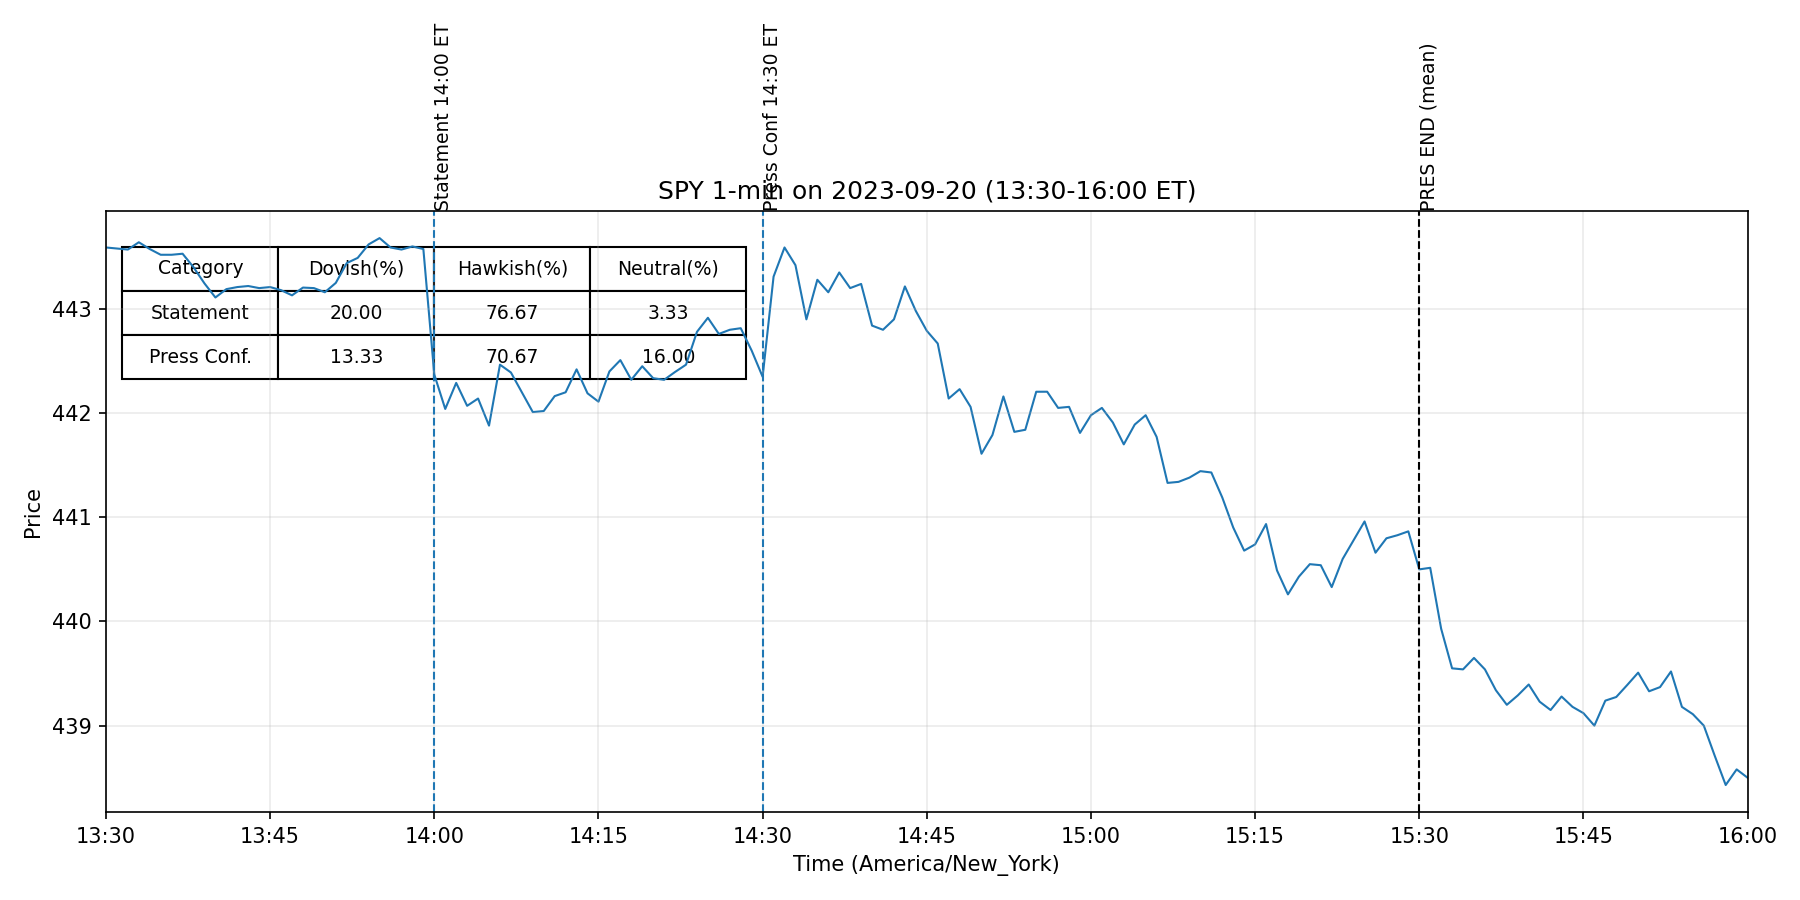 Statement 14:00 ET
Press Conf 14:30 ET
PRES END (mean)
SPY 1-min on 2023-09-20 (13:30-16:00 ET)
Category Dovish(%) Hawkish(%) Neutral(%)
Statement 20.00 76.67 3.33
Press Conf. 13.33 70.67 16.00
Price
443
442
441
440
439
13:30 13:45 14:00 14:15 14:30 14:45 15:00 15:15 15:30 15:45 16:00
Time (America/New_York)